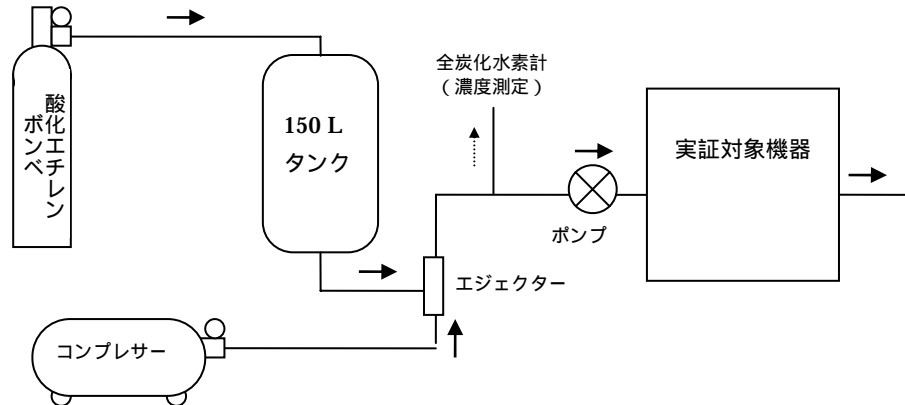 酸化エチレン
ボンベ
150 L
タンク
全炭化水素計
(濃度測定)
実証対象機器
ポンプ
エジェクター
コンプレサー